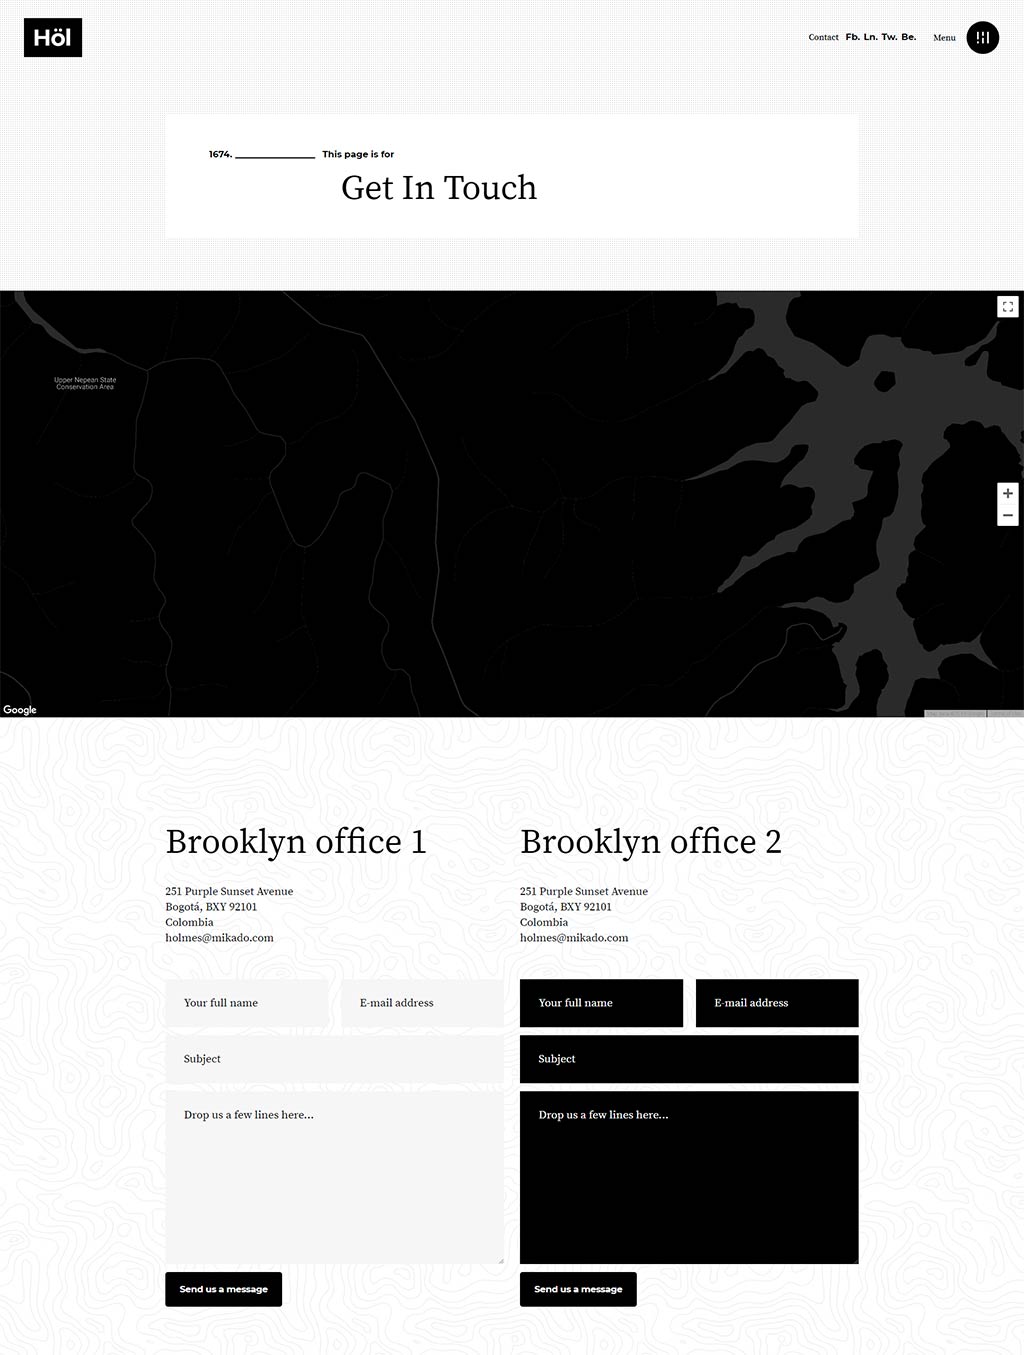 Höl
Contact Fb. Ln. Tw. Be. Menu
1674. This page is for
Get In Touch
Upper Nepean State
Conservation Area
Google
Brooklyn office 1
251 Purple Sunset Avenue
Bogotá, BXY 92101
Colombia
holmes@mikado.com
Your full name
E-mail address
Subject
Drop us a few lines here...
Send us a message
Brooklyn office 2
251 Purple Sunset Avenue
Bogotá, BXY 92101
Colombia
holmes@mikado.com
Your full name
E-mail address
Subject
Drop us a few lines here...
Send us a message